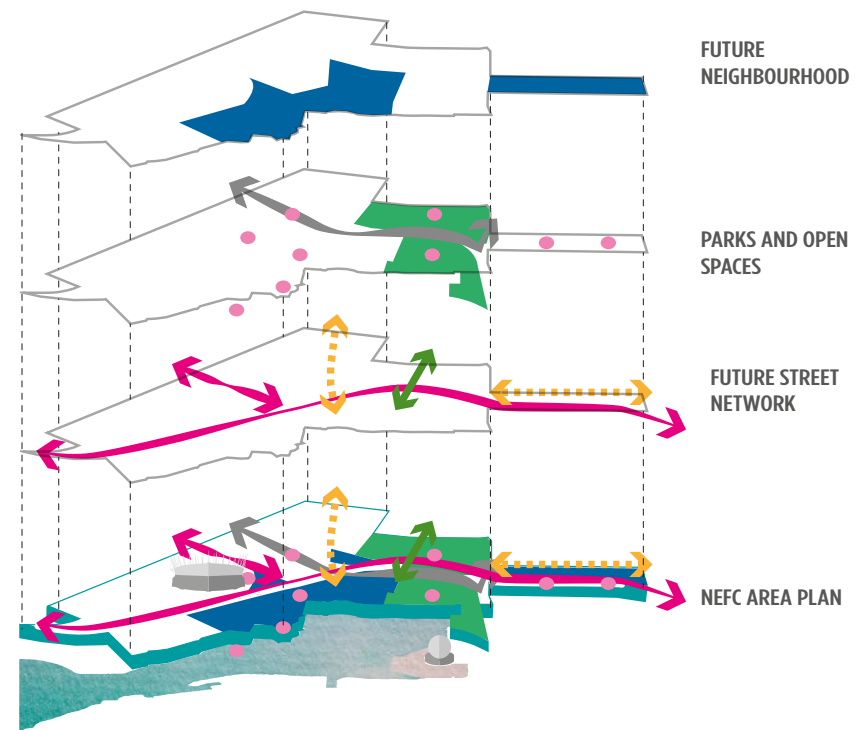 FUTURE
NEIGHBOURHOOD
PARKS AND OPEN
SPACES
FUTURE STREET
NETWORK
NEFC AREA PLAN